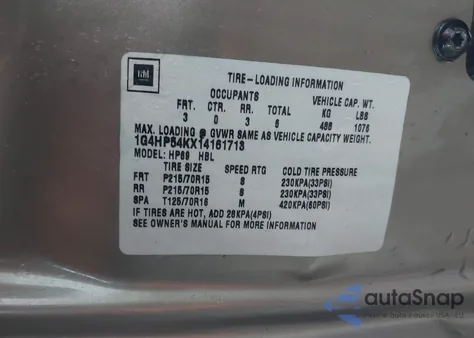 GM
TIRE-LOADING INFORMATION
OCCUPANTS VEHICLE CAP. WT.
FRT. CTR. RR. TOTAL KG LBS
3 0 3 6 488 1076
MAX. LOADING @ GVWR SAME AS VEHICLE CAPACITY WEIGHT.
1G4HP54KX14161713
MODEL: HP69 HBL
TIRE SIZE SPEED RTG COLD TIRE PRESSURE
FRT P215/70R15 S 230KPA(33PSI)
RR P215/70R15 S 230KPA(33PSI)
SPA T125/70R15 M 420KPA(60PSI)
IF TIRES ARE HOT, ADD 28KPA(4PSI)
SEE OWNER'S MANUAL FOR MORE INFORMATION
autoSnap